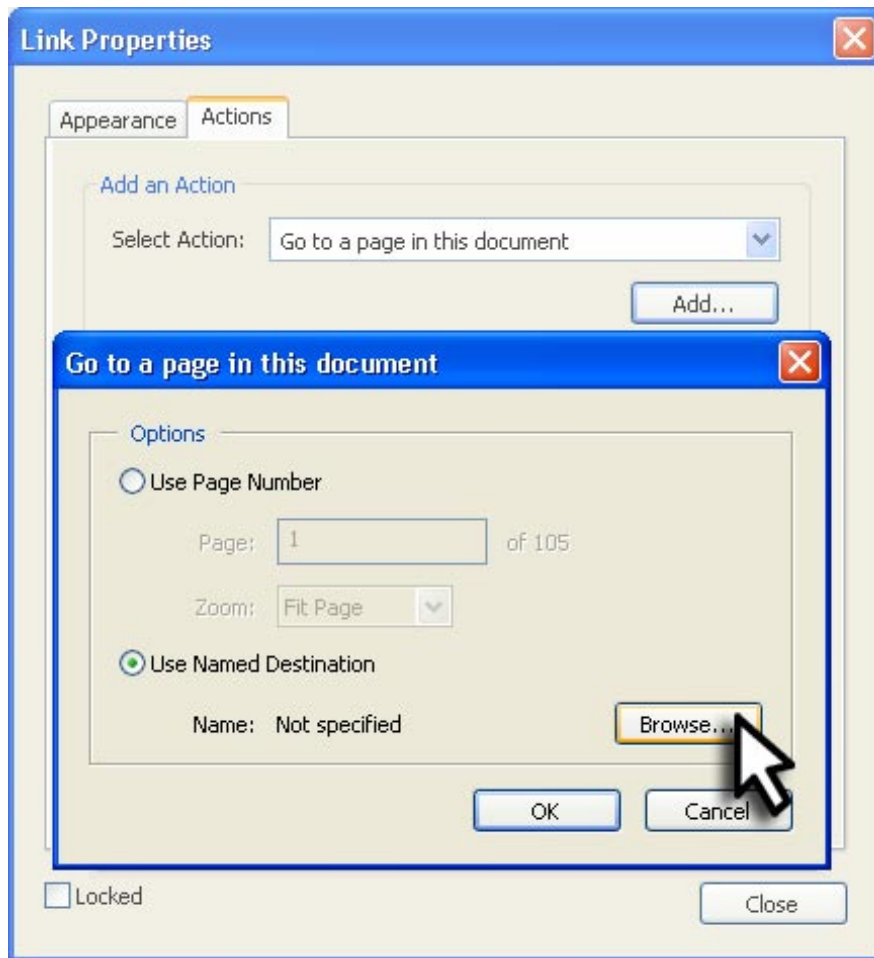 Link Properties
Appearance Actions
Add an Action
Select Action: Go to a page in this document
Add...
Go to a page in this document
Options
Use Page Number
Page: 1 of 105
Zoom: Fit Page
Use Named Destination
Name: Not specified Browse...
OK Cancel
Locked Close